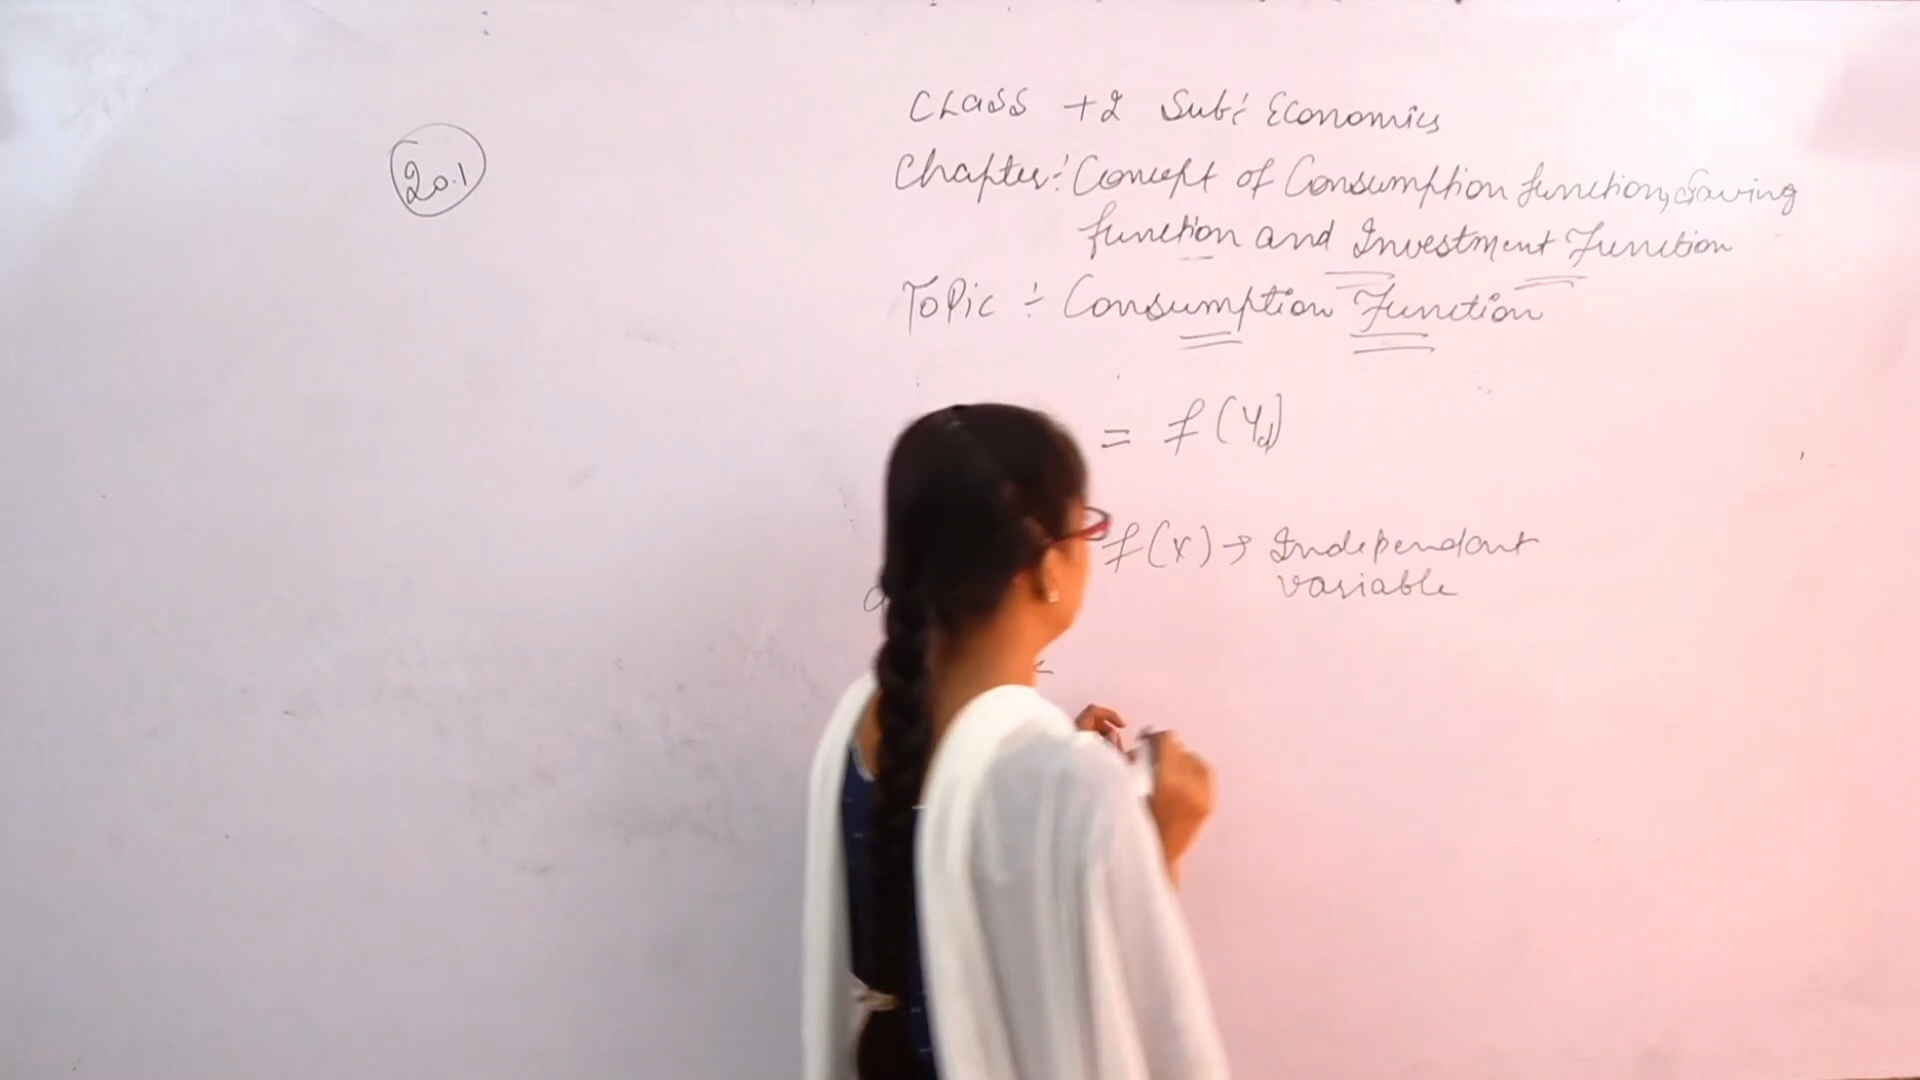 20.1
Class +2 Sub: Economics
Chapter: Concept of Consumption function, Saving
function and Investment Function
Topic ÷ Consumption Function
= f(Yd)
f(x) → Independent
variable